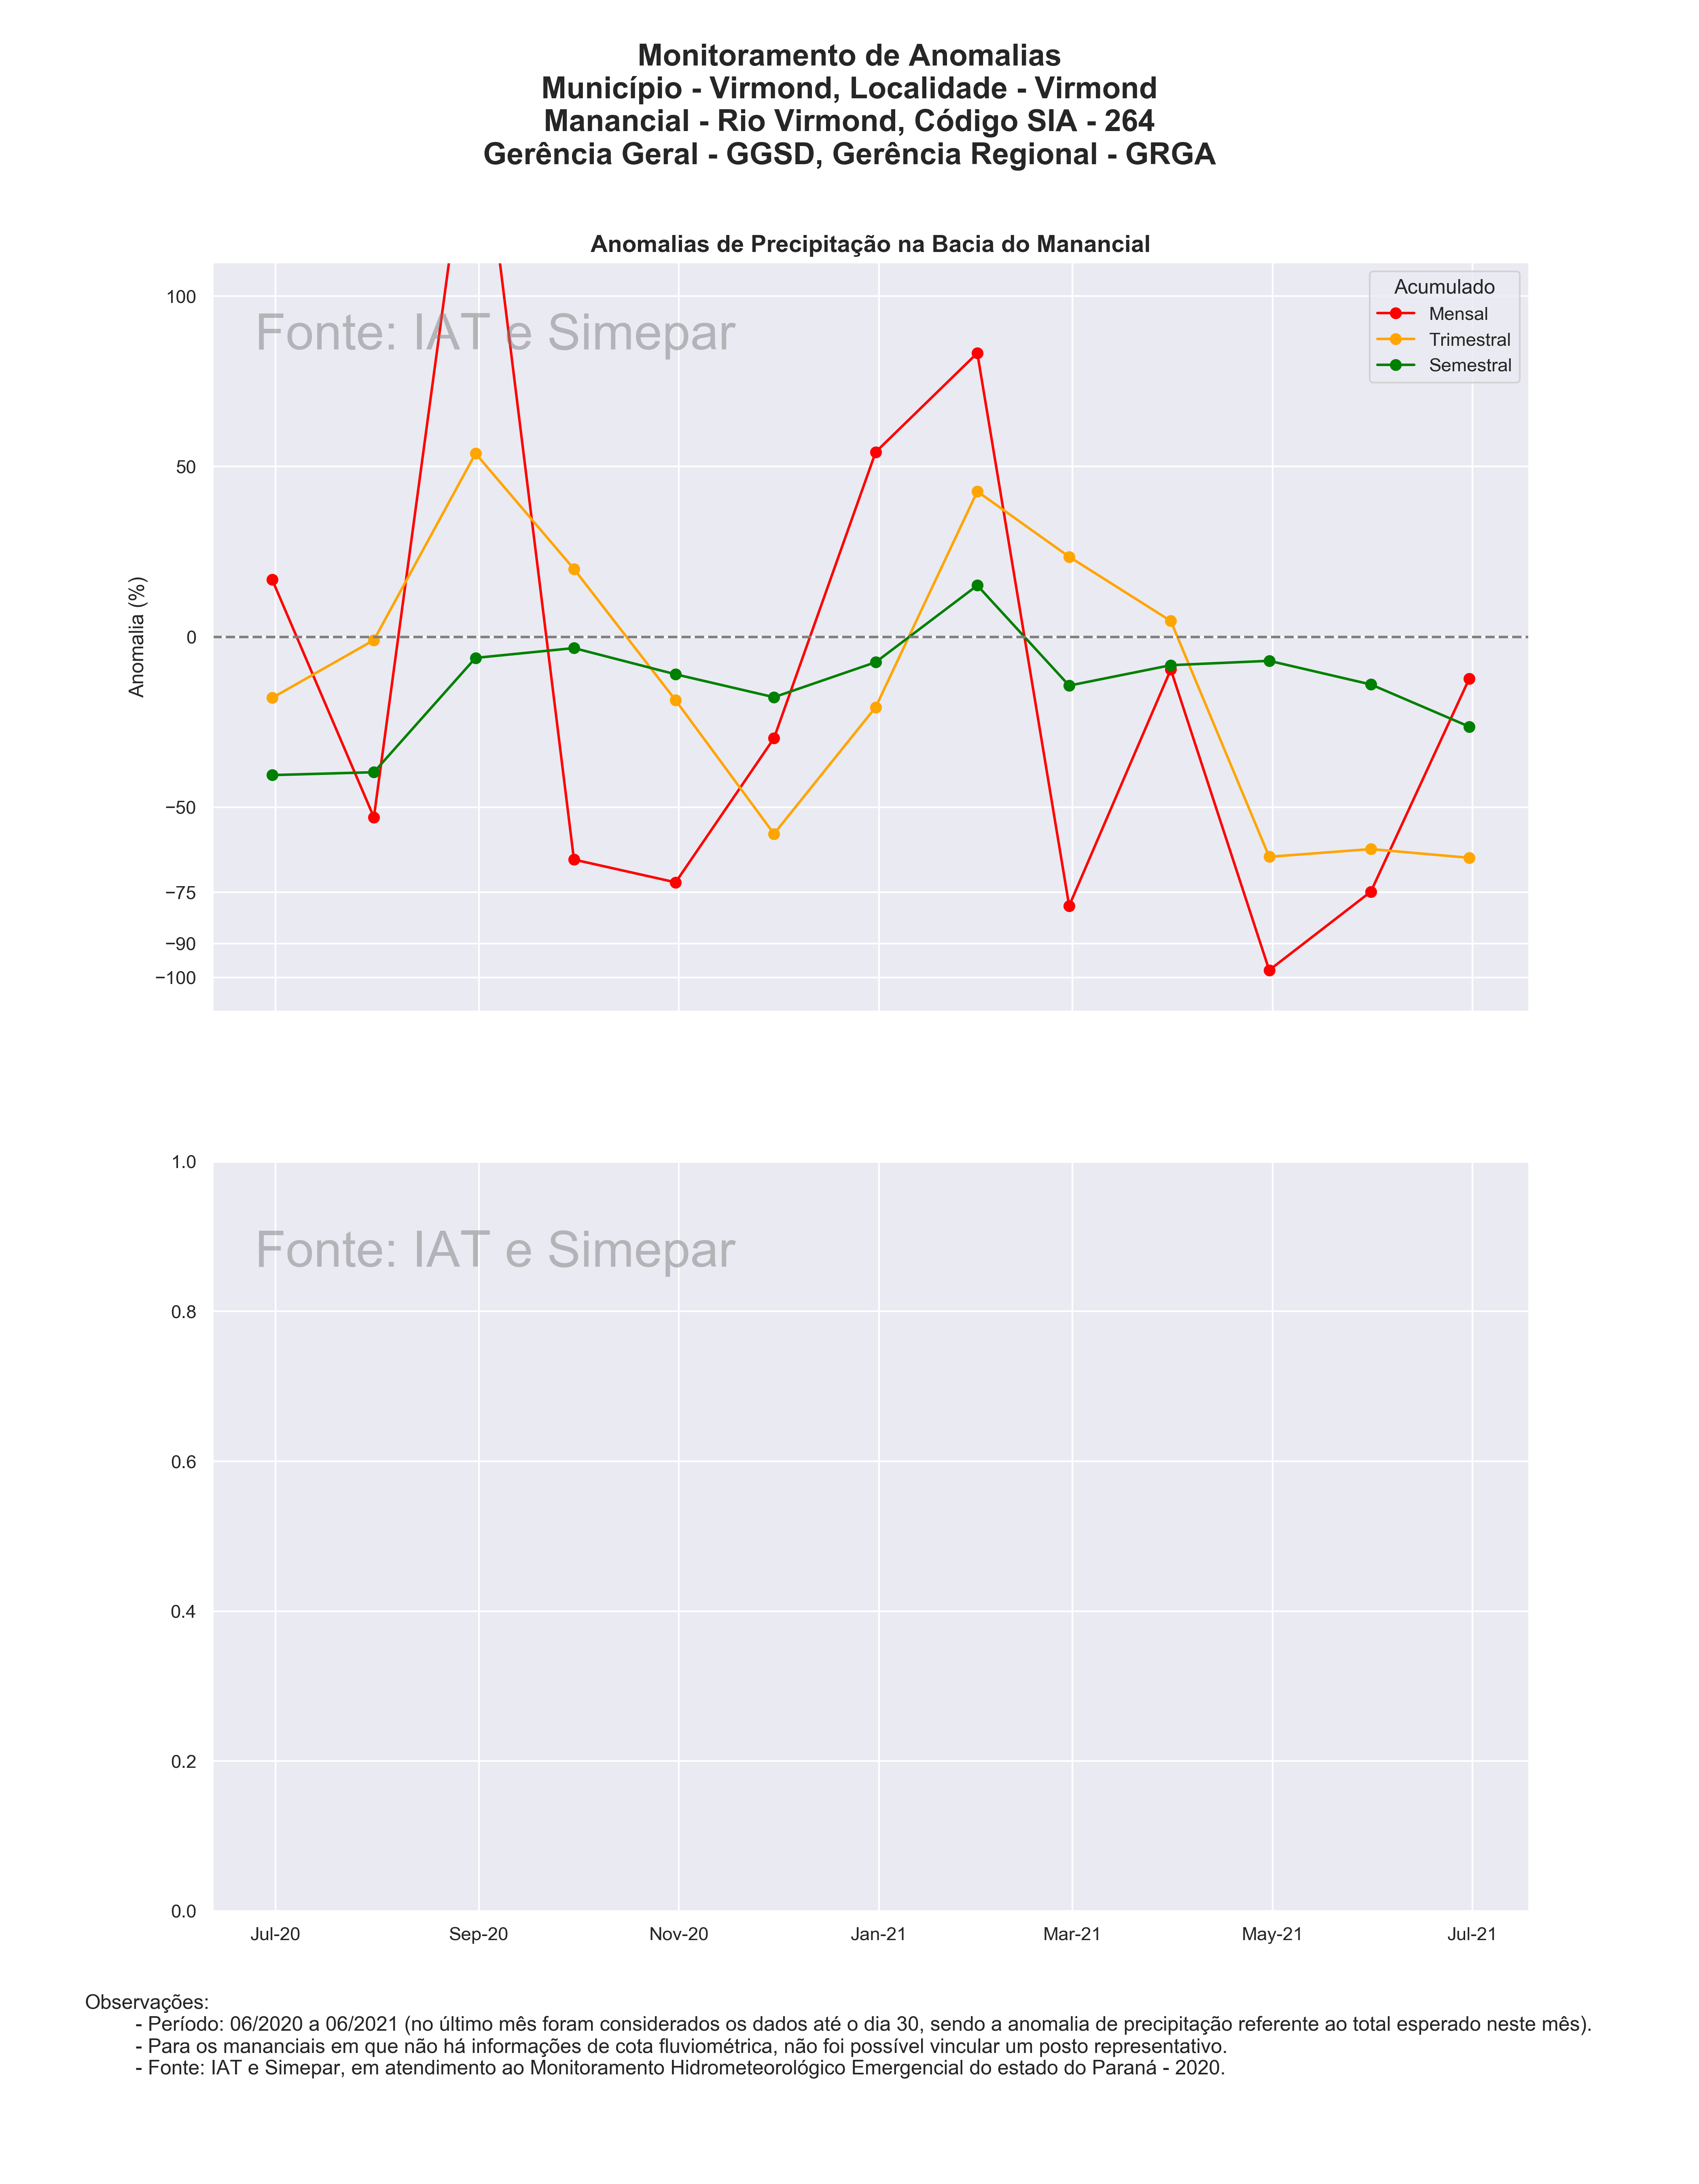 Monitoramento de Anomalias
Município - Virmond, Localidade - Virmond
Manancial - Rio Virmond, Código SIA - 264
Gerência Geral - GGSD, Gerência Regional - GRGA
Anomalias de Precipitação na Bacia do Manancial
Fonte: IAT e Simepar
Acumulado
Mensal
Trimestral
Semestral
Anomalia (%)
100
50
0
−50
−75
−90
−100
Fonte: IAT e Simepar
1.0
0.8
0.6
0.4
0.2
0.0
Jul-20 Sep-20 Nov-20 Jan-21 Mar-21 May-21 Jul-21
Observações:
- Período: 06/2020 a 06/2021 (no último mês foram considerados os dados até o dia 30, sendo a anomalia de precipitação referente ao total esperado neste mês).
- Para os mananciais em que não há informações de cota fluviométrica, não foi possível vincular um posto representativo.
- Fonte: IAT e Simepar, em atendimento ao Monitoramento Hidrometeorológico Emergencial do estado do Paraná - 2020.